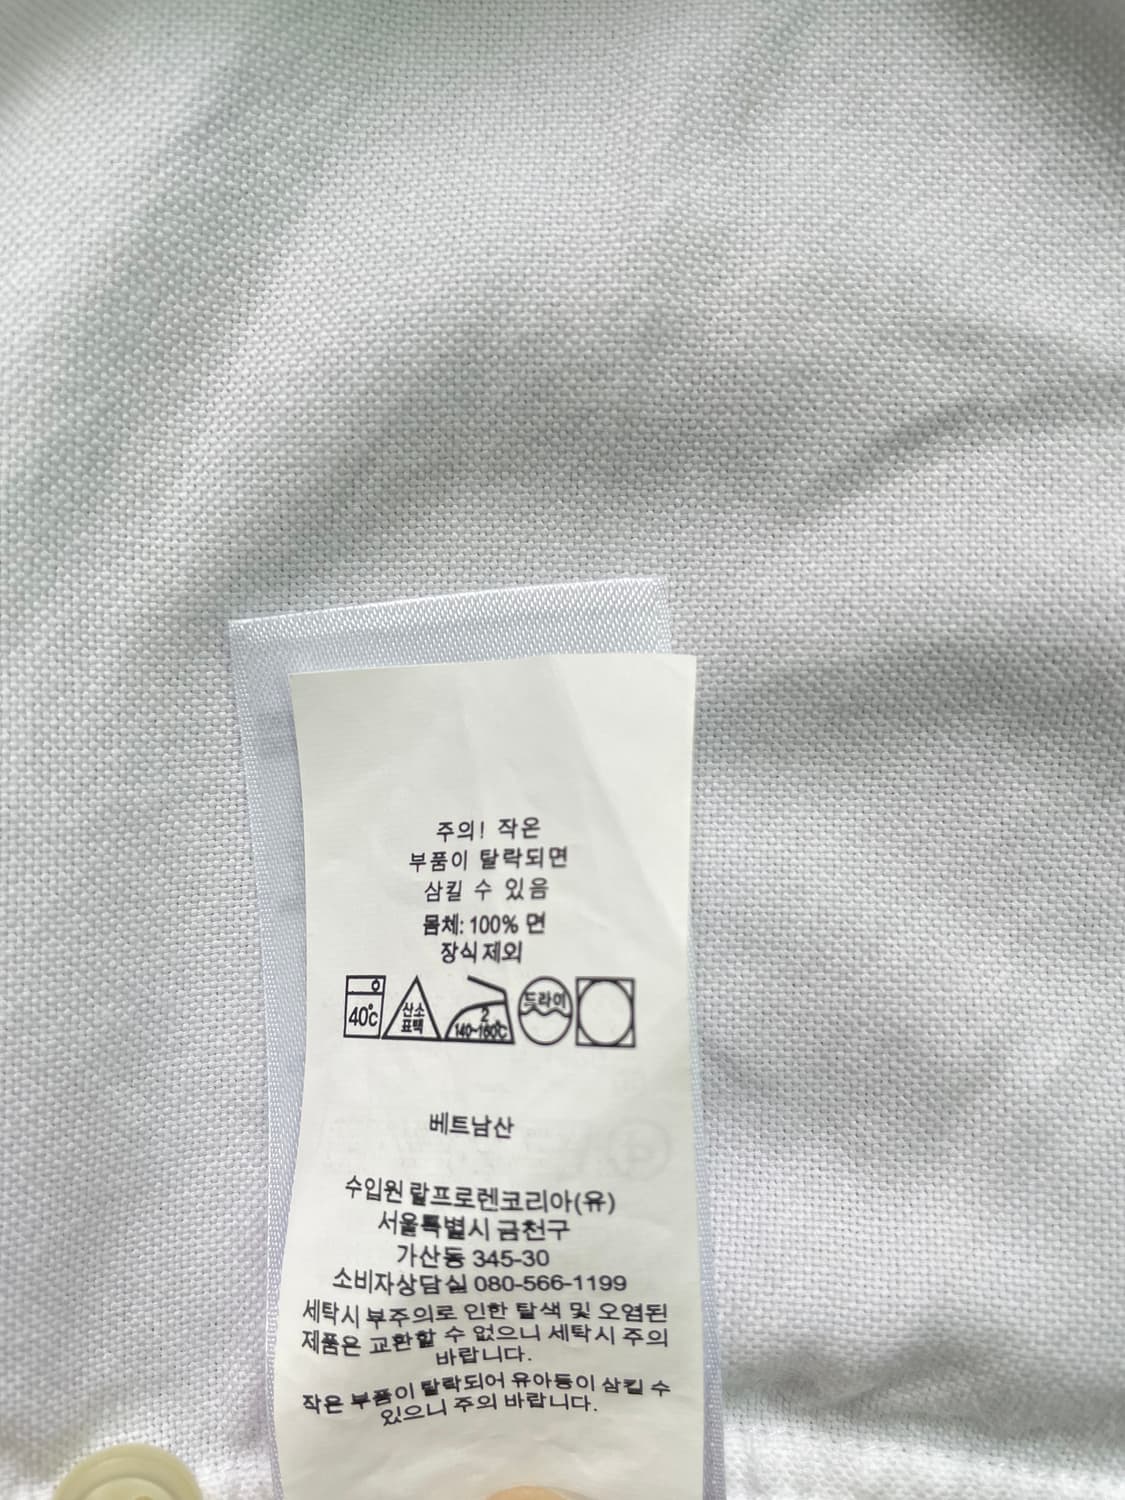 주의! 작은
부품이 탈락되면
삼킬 수 있음
몸체: 100% 면
장식 제외
40℃ 산소 표백 2 140~160℃ 드라이
베트남산
수입원 랄프로렌코리아(유)
서울특별시 금천구
가산동 345-30
소비자상담실 080-566-1199
세탁시 부주의로 인한 탈색 및 오염된
제품은 교환할 수 없으니 세탁시 주의
바랍니다.
작은 부품이 탈락되어 유아등이 삼킬 수
있으니 주의 바랍니다.